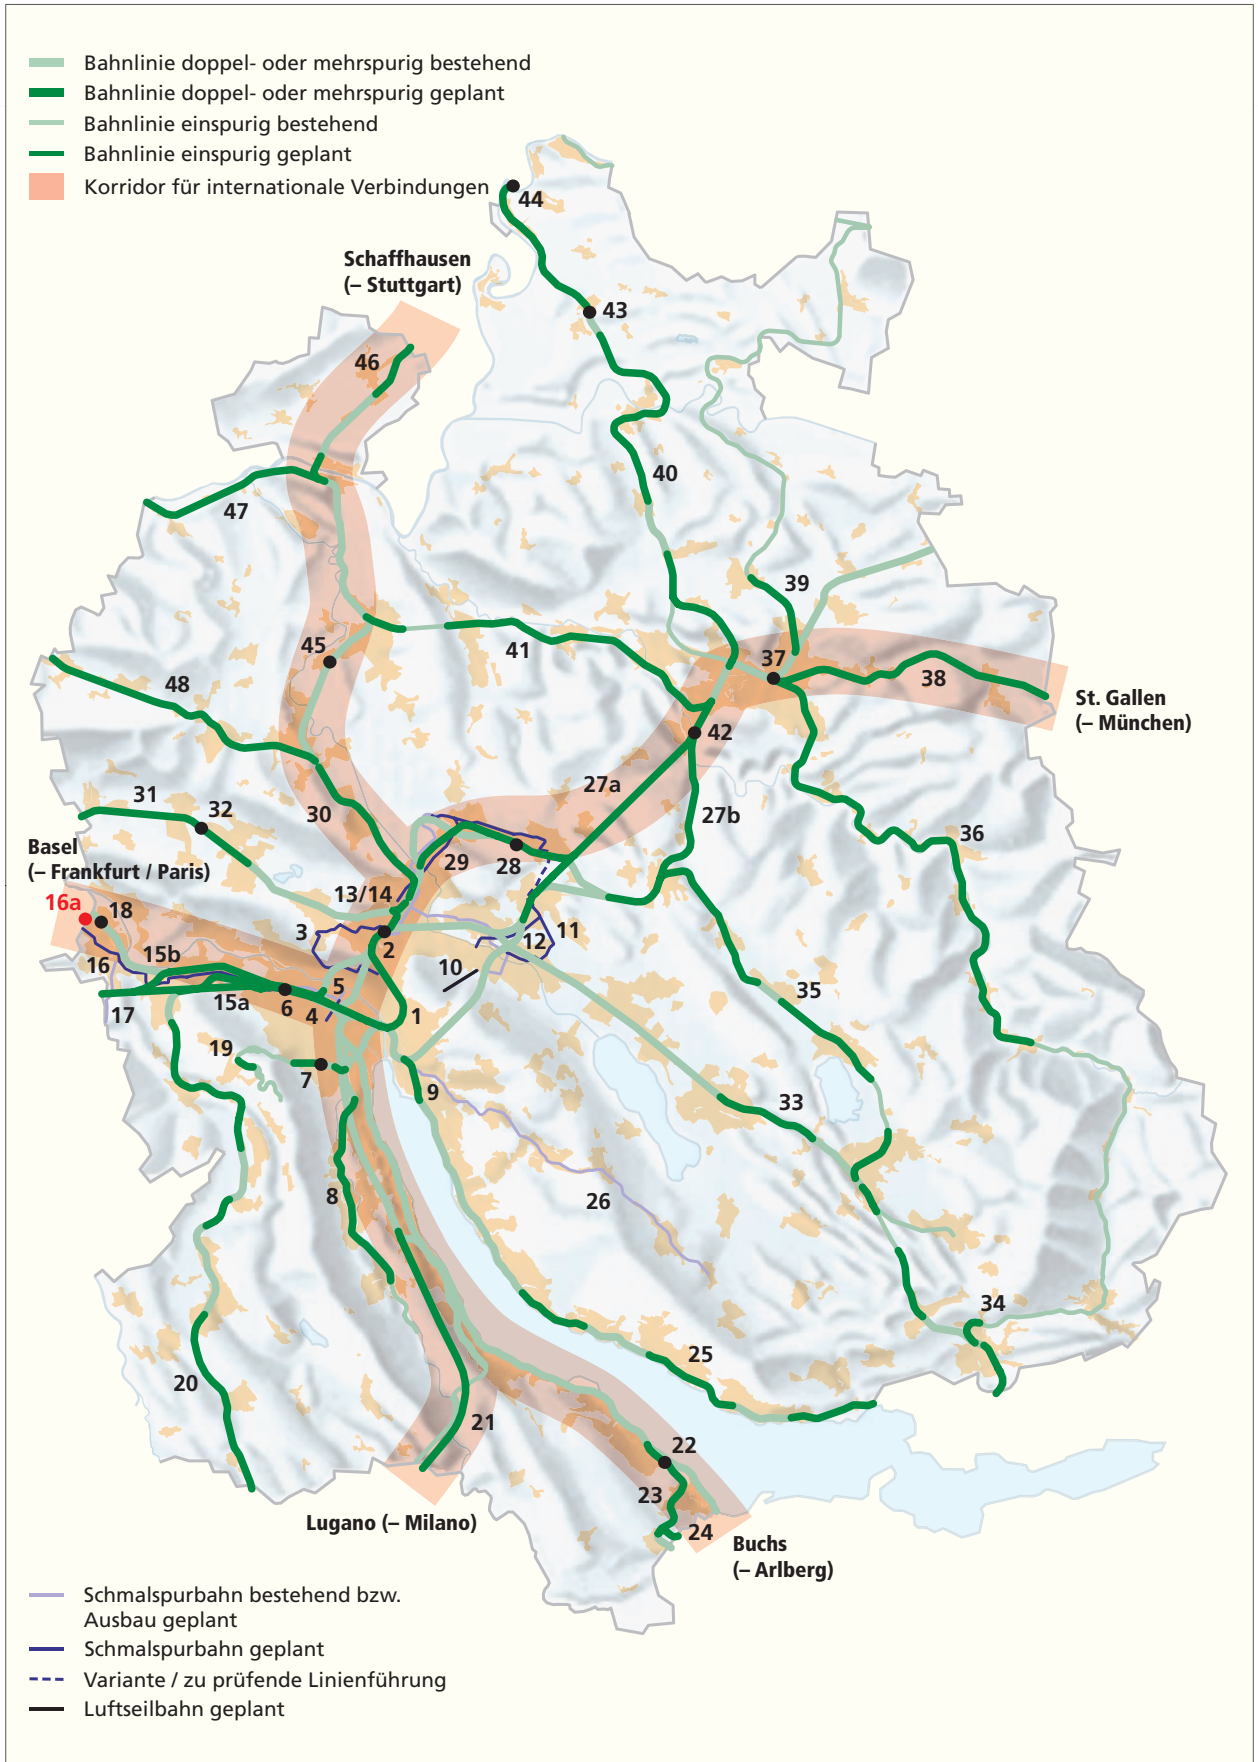 Bahnlinie doppel- oder mehrspurig bestehend
Bahnlinie doppel- oder mehrspurig geplant
Bahnlinie einspurig bestehend
Bahnlinie einspurig geplant
Korridor für internationale Verbindungen
44
Schaffhausen
(– Stuttgart)
43
46
40
47
39
45
41
37
48
38
St. Gallen
(– München)
42
27a
31
32
30
27b
36
Basel
(– Frankfurt / Paris)
29
28
13/14
16a
18
3
2
11
12
15b
16
10
5
15a
6
4
1
17
35
19
7
9
33
8
26
34
25
20
21
22
23
24
Lugano (– Milano)
Buchs
(– Arlberg)
Schmalspurbahn bestehend bzw.
Ausbau geplant
Schmalspurbahn geplant
Variante / zu prüfende Linienführung
Luftseilbahn geplant